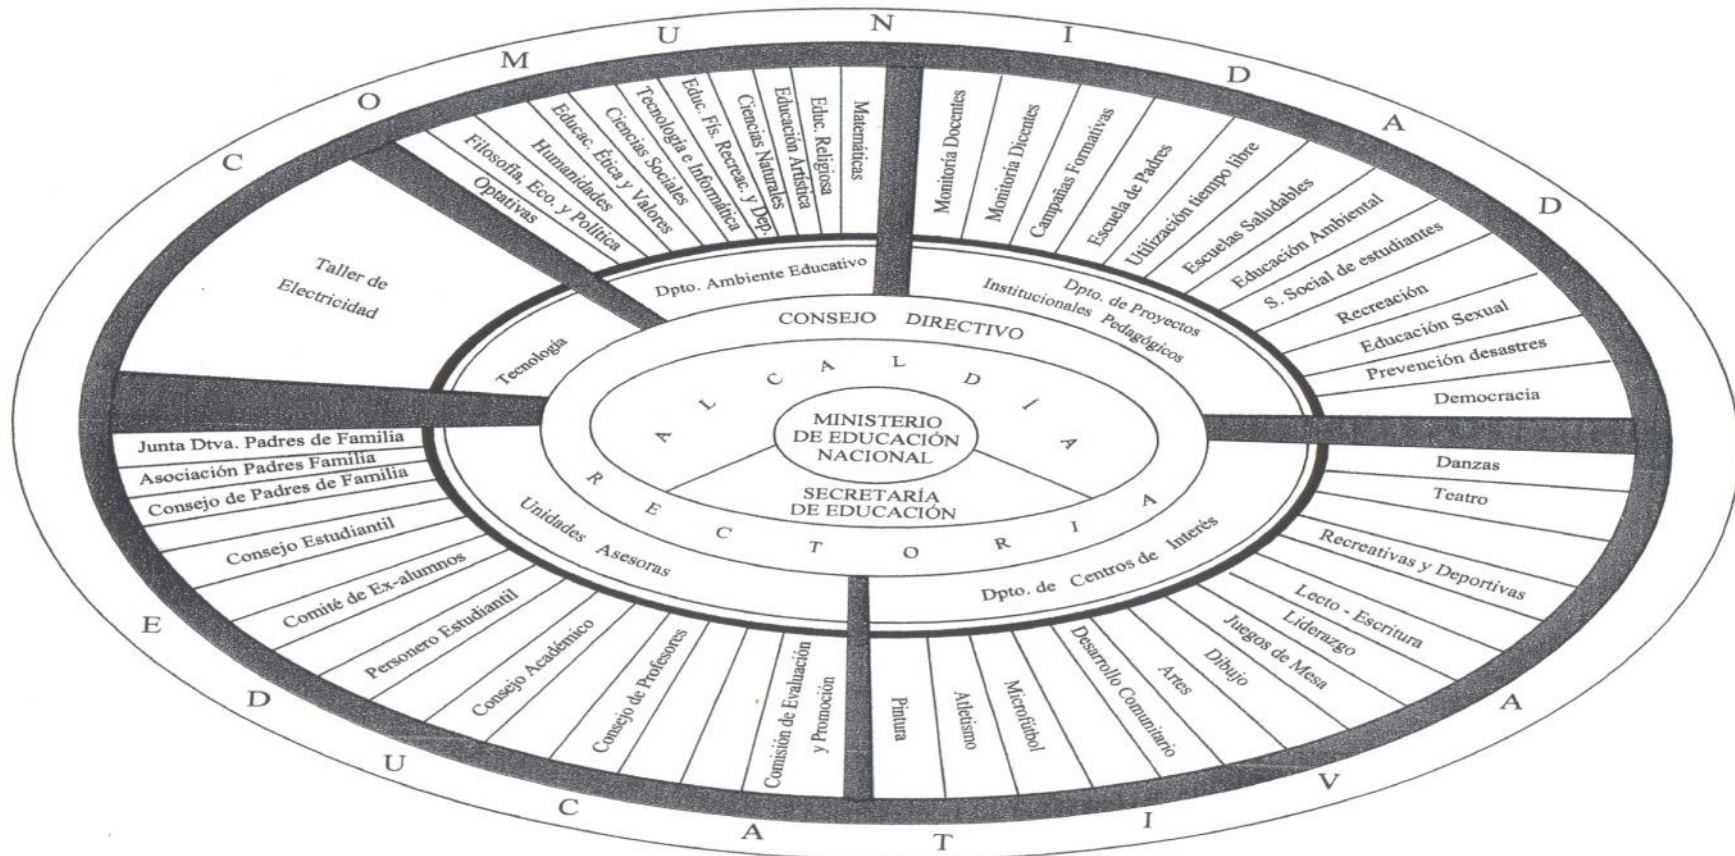 COMUNIDAD
EDUCATIVA
Optativas
Filosofía, Eco. y Política
Humanidades
Educac. Ética y Valores
Ciencias Sociales
Tecnología e Informática
Educ. Fís. Recreac. y Dep.
Ciencias Naturales
Educación Artística
Educ. Religiosa
Matemáticas
Monitoría Docentes
Monitoría Dicentes
Campañas Formativas
Escuela de Padres
Utilización tiempo libre
Escuelas Saludables
Educación Ambiental
S. Social de estudiantes
Recreación
Educación Sexual
Prevención desastres
Democracia
Danzas
Teatro
Recreativas y Deportivas
Lecto - Escritura
Liderazgo
Juegos de Mesa
Dibujo
Artes
Desarrollo Comunitario
Microfútbol
Atletismo
Pintura
Comisión de Evaluación
y Promoción
Consejo de Profesores
Consejo Académico
Personero Estudiantil
Comité de Ex-alumnos
Consejo Estudiantil
Consejo de Padres de Família
Asociación Padres Família
Junta Dtva. Padres de Família
Taller de
Electricidad
Tecnología
Dpto. Ambiente Educativo
Dpto. de Proyectos
Institucionales Pedagógicos
Dpto. de Centros de Interés
Unidades Asesoras
CONSEJO DIRECTIVO
RECTORIA
ALCALDÍA
MINISTERIO
DE EDUCACIÓN
NACIONAL
SECRETARÍA
DE EDUCACIÓN